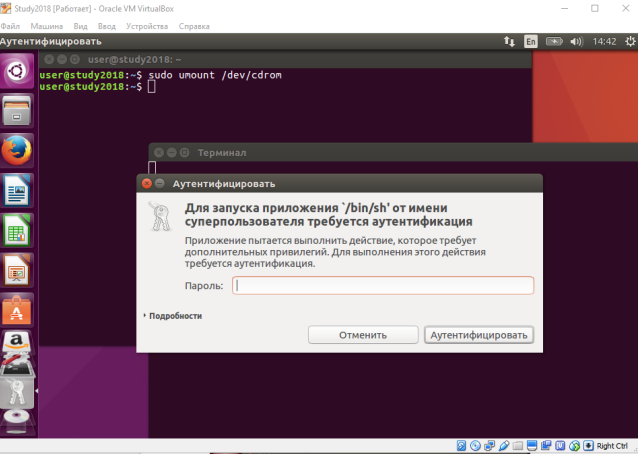 Study2018 [Работает] - Oracle VM VirtualBox
Файл Машина Вид Ввод Устройства Справка
Аутентифицировать
En
14:42
user@study2018: ~
user@study2018:~$ sudo umount /dev/cdrom
user@study2018:~$
Терминал
Аутентифицировать
Для запуска приложения `/bin/sh' от имени
суперпользователя требуется аутентификация
Приложение пытается выполнить действие, которое требует
дополнительных привилегий. Для выполнения этого действия
требуется аутентификация.
Пароль:
Подробности
Отменить Аутентифицировать
Right Ctrl